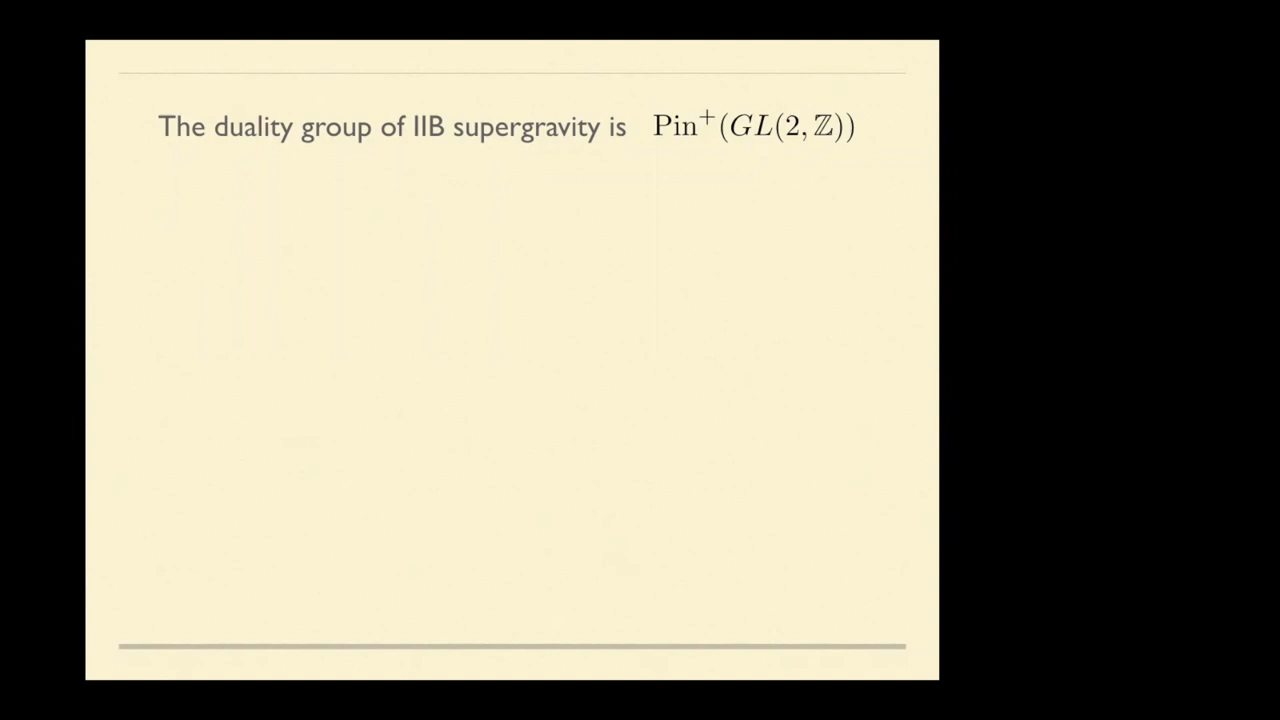 The duality group of IIB supergravity is Pin⁺(GL(2, ℤ))